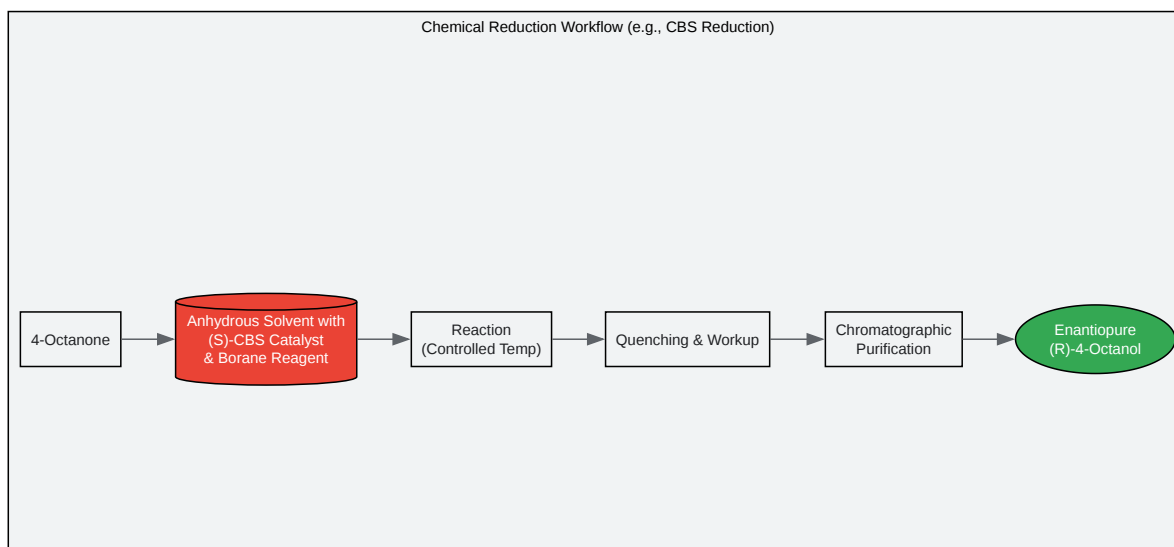 Chemical Reduction Workflow (e.g., CBS Reduction)
4-Octanone
Anhydrous Solvent with
(S)-CBS Catalyst
& Borane Reagent
Reaction
(Controlled Temp)
Quenching & Workup
Chromatographic
Purification
Enantiopure
(R)-4-Octanol